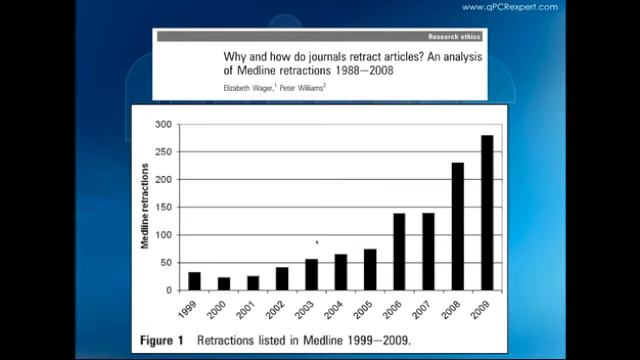 www.qPCRexpert.com
Research ethics
Why and how do journals retract articles? An analysis
of Medline retractions 1988—2008
Elizabeth Wager,1 Peter Williams2
300
250
200
150
100
50
0
Medline retractions
1999
2000
2001
2002
2003
2004
2005
2006
2007
2008
2009
Figure 1 Retractions listed in Medline 1999—2009.